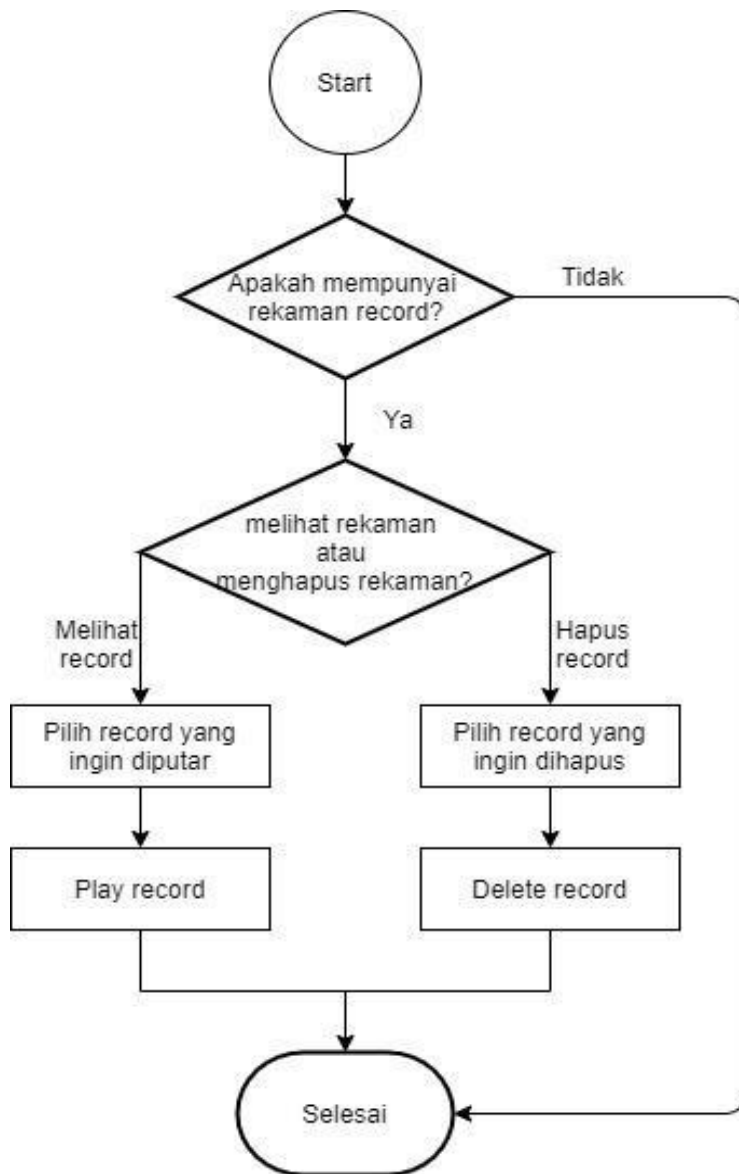 Start
Apakah mempunyai
rekaman record?
Tidak
Ya
melihat rekaman
atau
menghapus rekaman?
Melihat
record
Hapus
record
Pilih record yang
ingin diputar
Pilih record yang
ingin dihapus
Play record
Delete record
Selesai